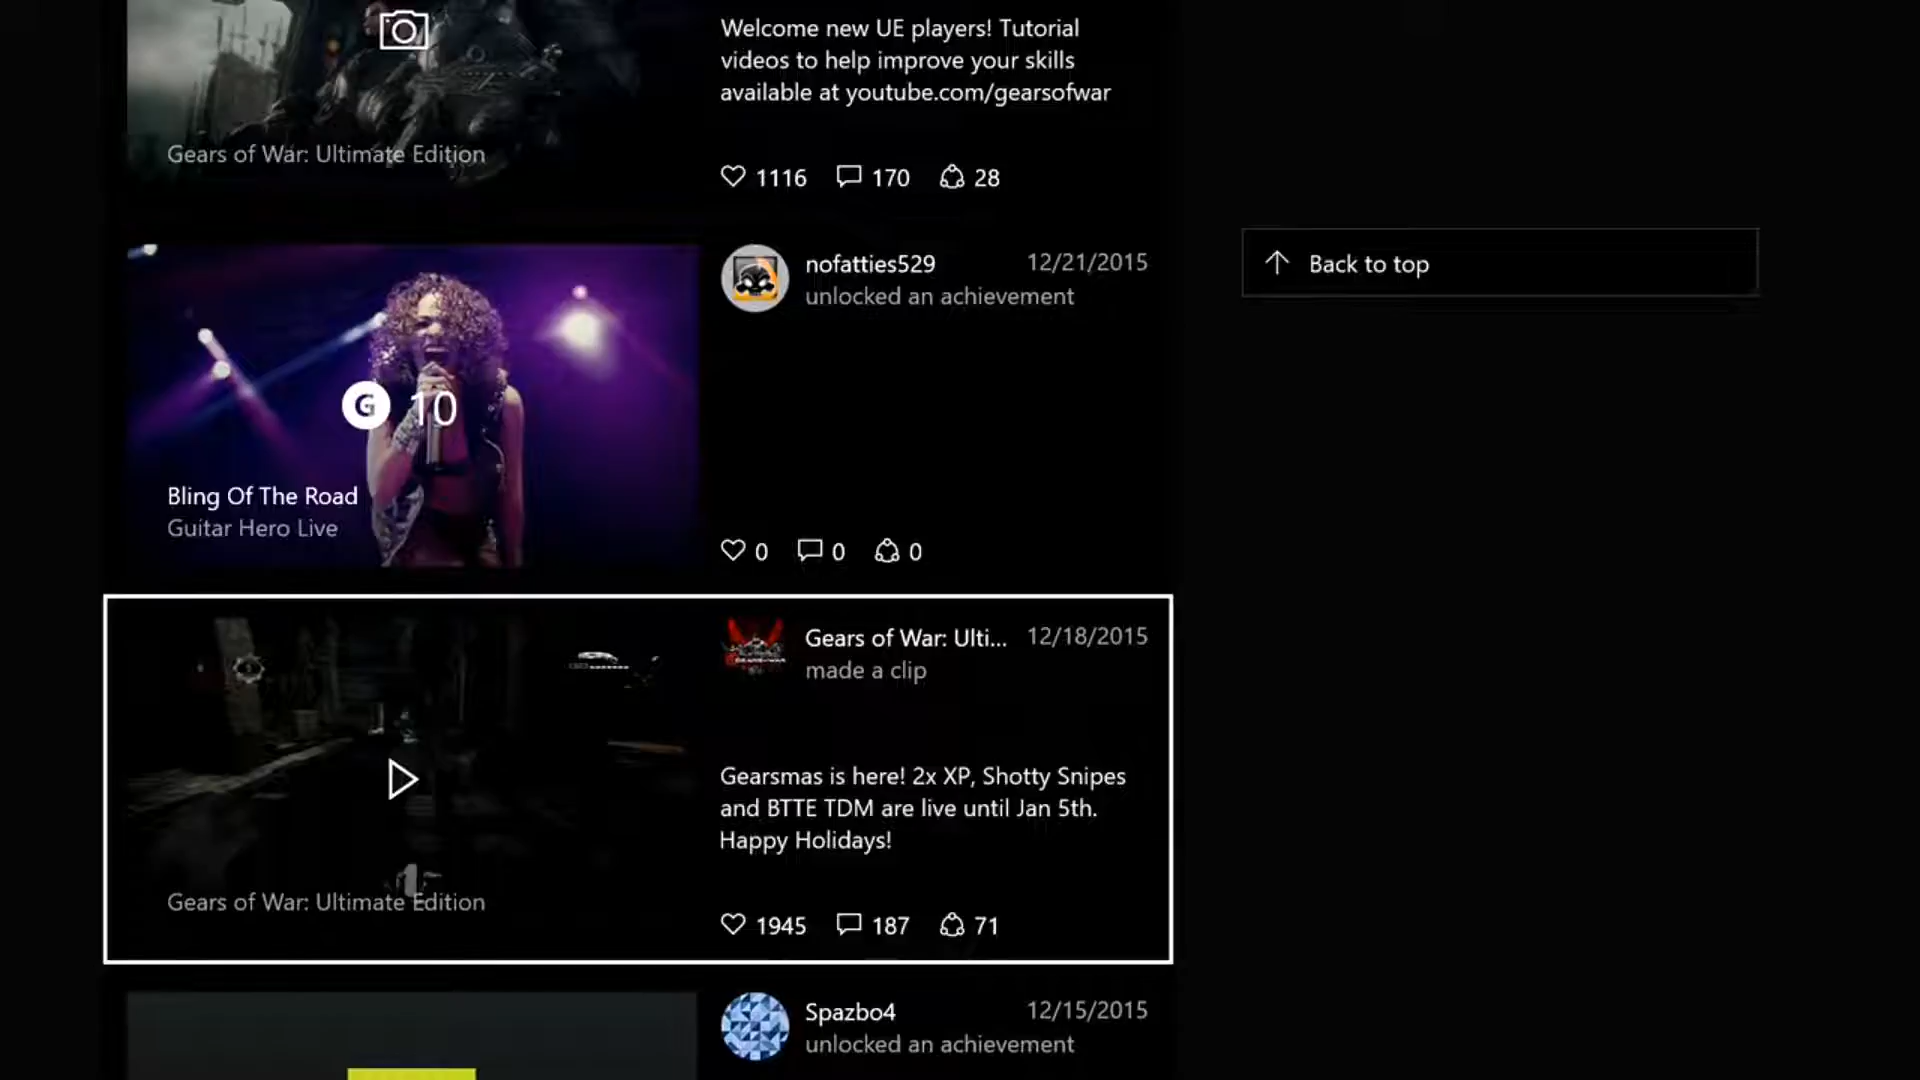 Welcome new UE players! Tutorial
videos to help improve your skills
available at youtube.com/gearsofwar
Gears of War: Ultimate Edition
1116 170 28
nofatties529 12/21/2015
unlocked an achievement
Back to top
G 10
Bling Of The Road
Guitar Hero Live
0 0 0
Gears of War: Ulti... 12/18/2015
made a clip
Gearsmas is here! 2x XP, Shotty Snipes
and BTTE TDM are live until Jan 5th.
Happy Holidays!
Gears of War: Ultimate Edition
1945 187 71
Spazbo4 12/15/2015
unlocked an achievement